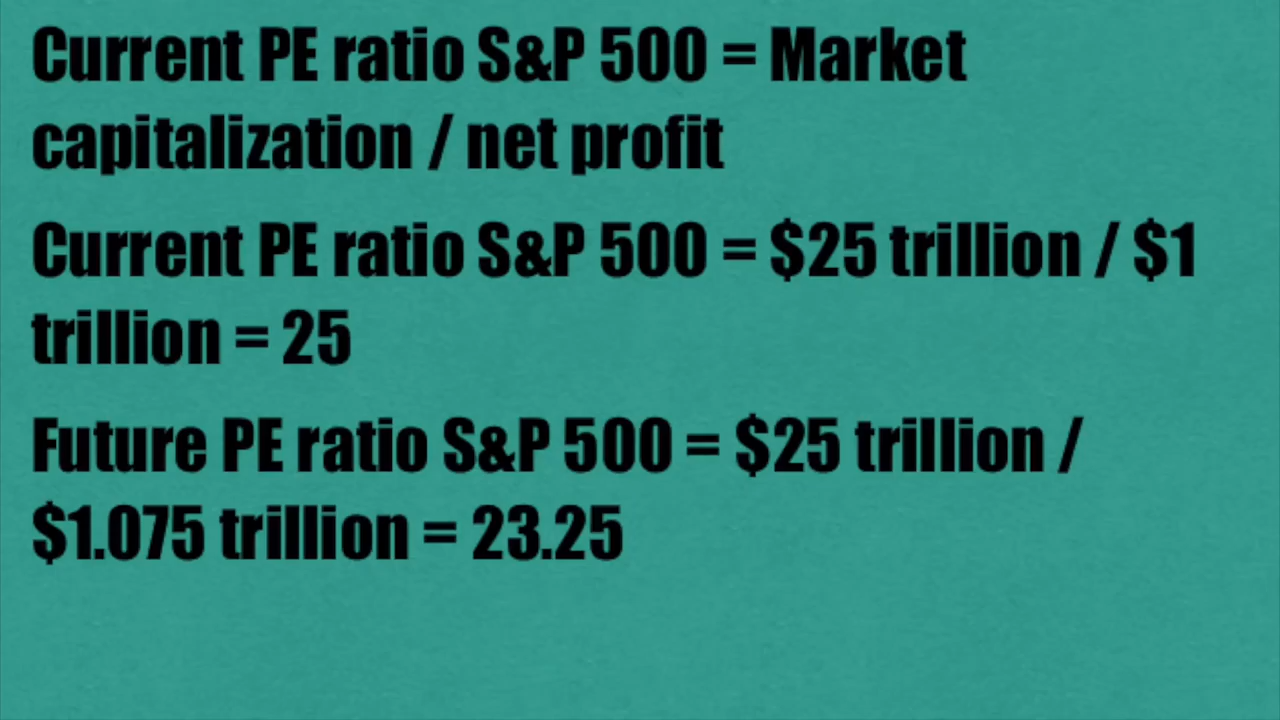 Current PE ratio S&P 500 = Market
capitalization / net profit
Current PE ratio S&P 500 = $25 trillion / $1
trillion = 25
Future PE ratio S&P 500 = $25 trillion /
$1.075 trillion = 23.25